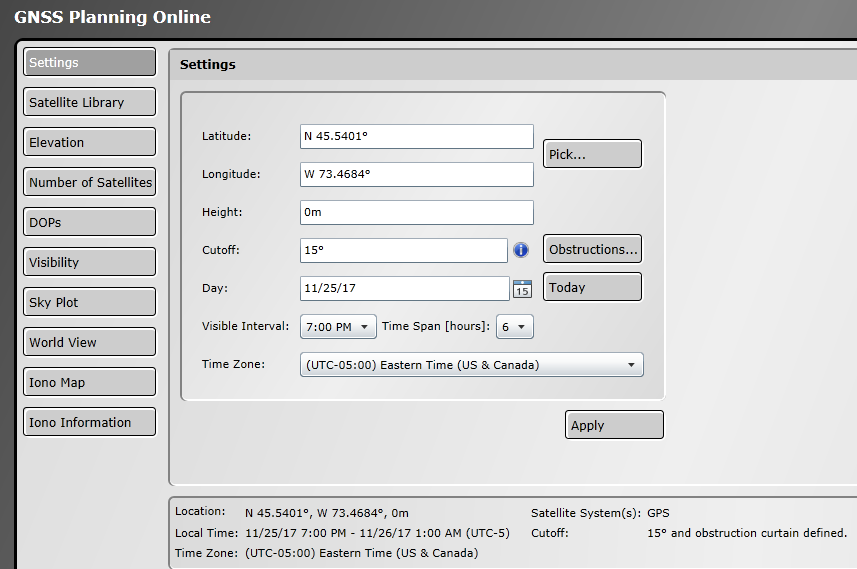 GNSS Planning Online
Settings
Satellite Library
Elevation
Number of Satellites
DOPs
Visibility
Sky Plot
World View
Iono Map
Iono Information
Settings
Latitude: N 45.5401°
Longitude: W 73.4684°
Pick...
Height: 0m
Cutoff: 15° i Obstructions...
Day: 11/25/17 15 Today
Visible Interval: 7:00 PM Time Span [hours]: 6
Time Zone: (UTC-05:00) Eastern Time (US & Canada)
Apply
Location: N 45.5401°, W 73.4684°, 0m Satellite System(s): GPS
Local Time: 11/25/17 7:00 PM - 11/26/17 1:00 AM (UTC-5) Cutoff: 15° and obstruction curtain defined.
Time Zone: (UTC-05:00) Eastern Time (US & Canada)